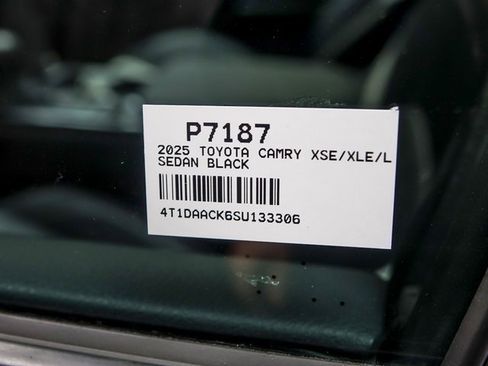 P7187
2025 TOYOTA CAMRY XSE/XLE/L
SEDAN BLACK
4T1DAACK6SU133306